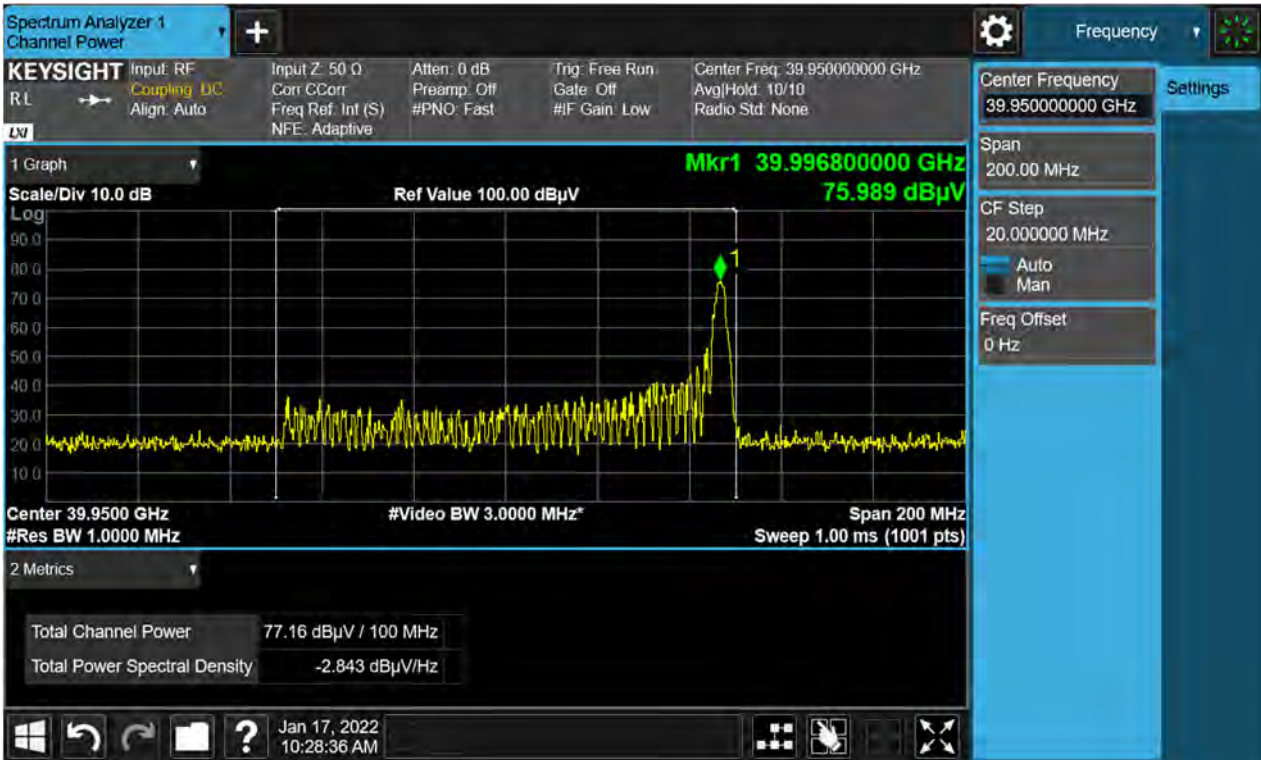 Spectrum Analyzer 1
Channel Power
+
Frequency
KEYSIGHT
RL
LXI
Input: RF
Coupling: DC
Align: Auto
Input Z: 50 Ω
Corr CCorr
Freq Ref: Int (S)
NFE: Adaptive
Atten: 0 dB
Preamp: Off
#PNO: Fast
Trig: Free Run
Gate: Off
#IF Gain: Low
Center Freq: 39.950000000 GHz
Avg|Hold: 10/10
Radio Std: None
Center Frequency
39.950000000 GHz
Settings
Span
200.00 MHz
CF Step
20.000000 MHz
Auto
Man
Freq Offset
0 Hz
1 Graph
Mkr1 39.996800000 GHz
75.989 dBµV
Scale/Div 10.0 dB
Ref Value 100.00 dBµV
Log
90.0
80.0
70.0
60.0
50.0
40.0
30.0
20.0
10.0
1
Center 39.9500 GHz
#Video BW 3.0000 MHz*
Span 200 MHz
#Res BW 1.0000 MHz
Sweep 1.00 ms (1001 pts)
2 Metrics
Total Channel Power 77.16 dBµV / 100 MHz
Total Power Spectral Density -2.843 dBµV/Hz
?
Jan 17, 2022
10:28:36 AM